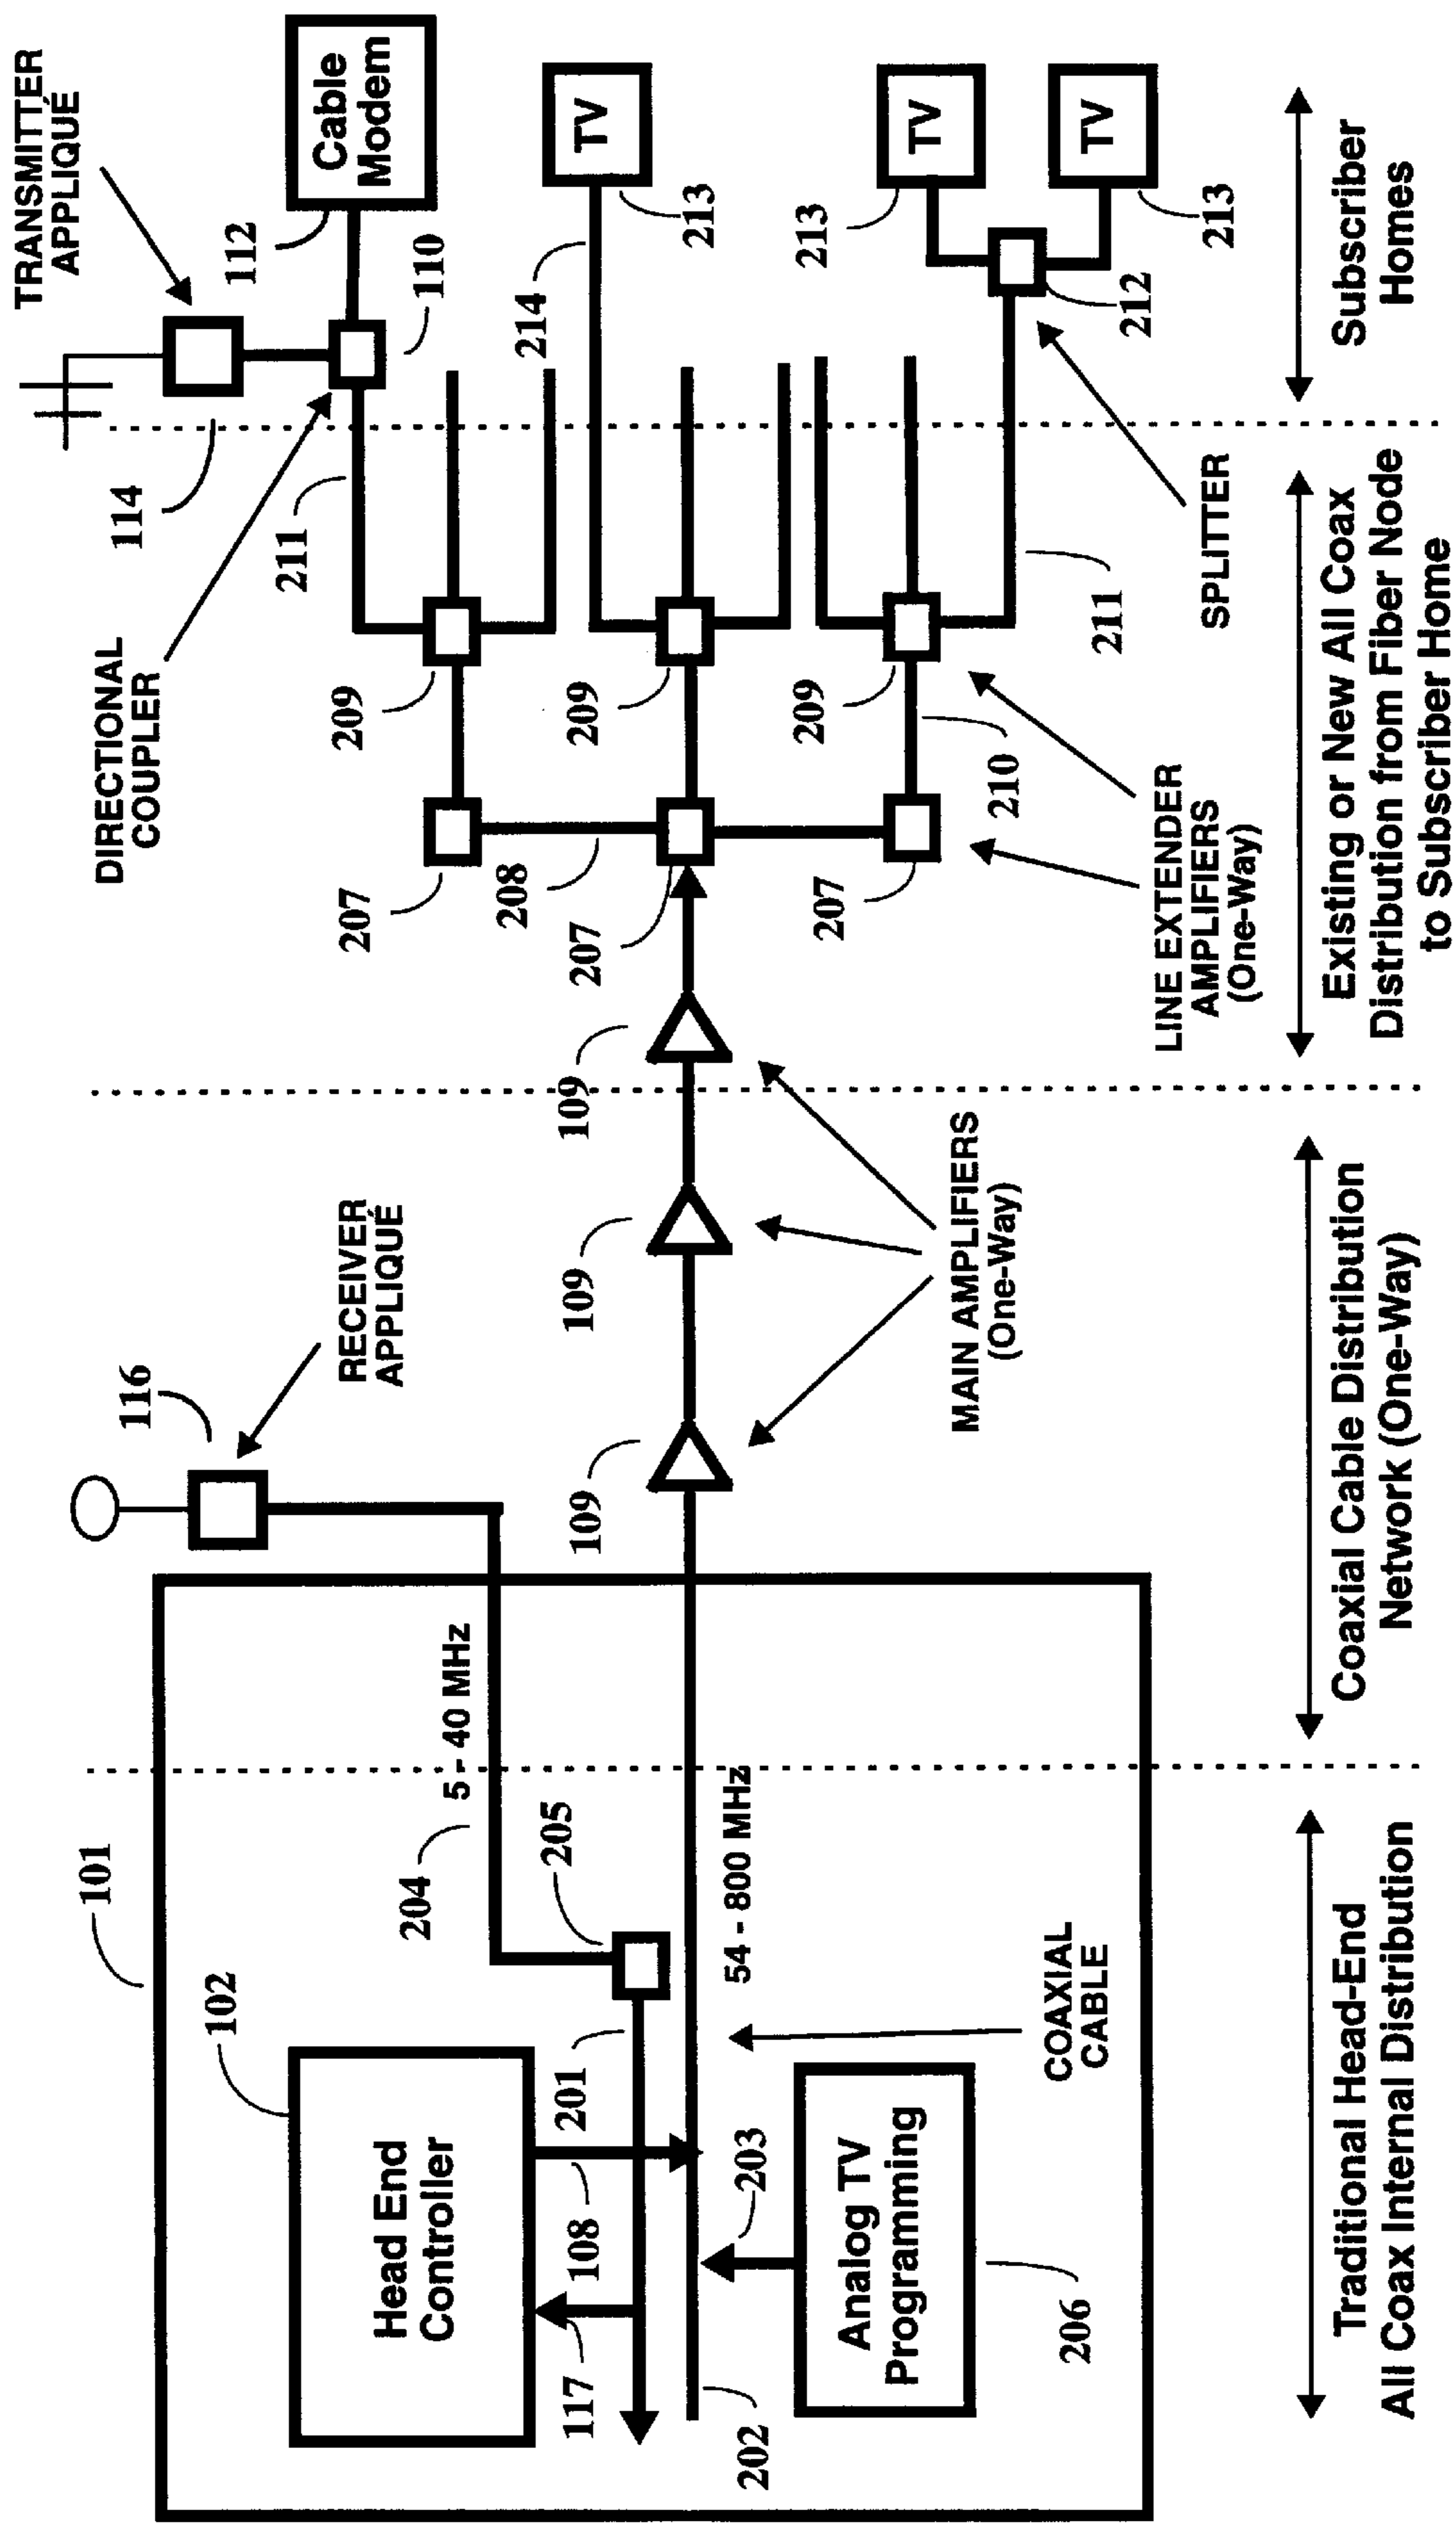 101
102
Head End
Controller
117
108
201
202
203
Analog TV
Programming
206
204
205
5 - 40 MHz
54 - 800 MHz
COAXIAL
CABLE
116
RECEIVER
APPLIQUÉ
109
109
109
MAIN AMPLIFIERS
(One-Way)
DIRECTIONAL
COUPLER
207
208
207
207
209
209
209
210
LINE EXTENDER
AMPLIFIERS
(One-Way)
211
211
SPLITTER
114
TRANSMITTER
APPLIQUÉ
112
Cable
Modem
110
214
TV
213
TV
213
TV
213
212
Traditional Head-End
All Coax Internal Distribution
Coaxial Cable Distribution
Network (One-Way)
Existing or New All Coax
Distribution from Fiber Node
to Subscriber Home
Subscriber
Homes